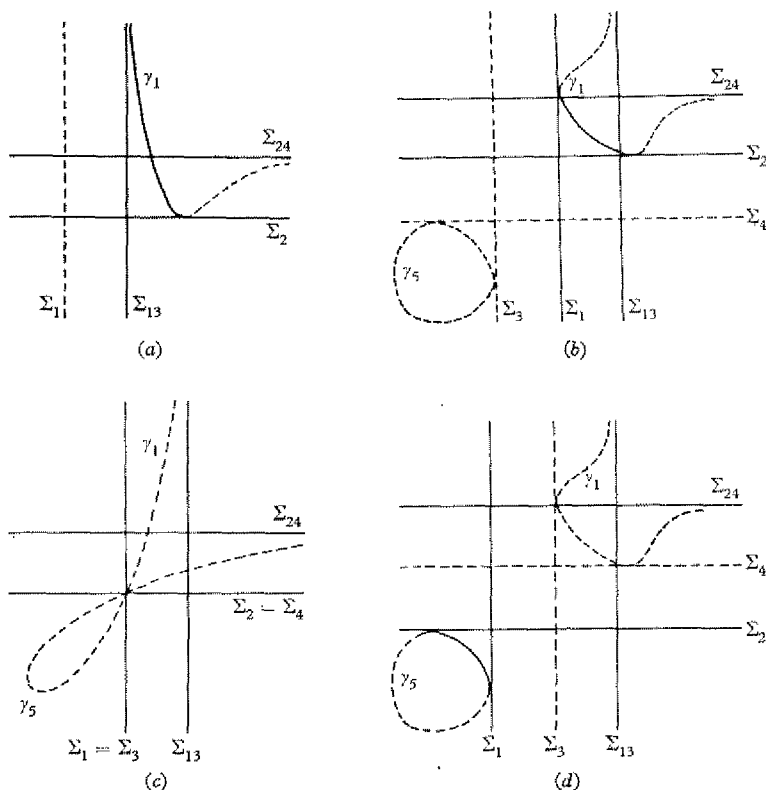 γ₁
Σ₂₄
Σ₂
Σ₁
Σ₁₃
(a)
γ₁
Σ₂₄
Σ₂
Σ₄
γ₅
Σ₃
Σ₁
Σ₁₃
(b)
γ₁
Σ₂₄
Σ₂ = Σ₄
γ₅
Σ₁ = Σ₃
Σ₁₃
(c)
γ₁
Σ₂₄
Σ₄
Σ₂
γ₅
Σ₁
Σ₃
Σ₁₃
(d)